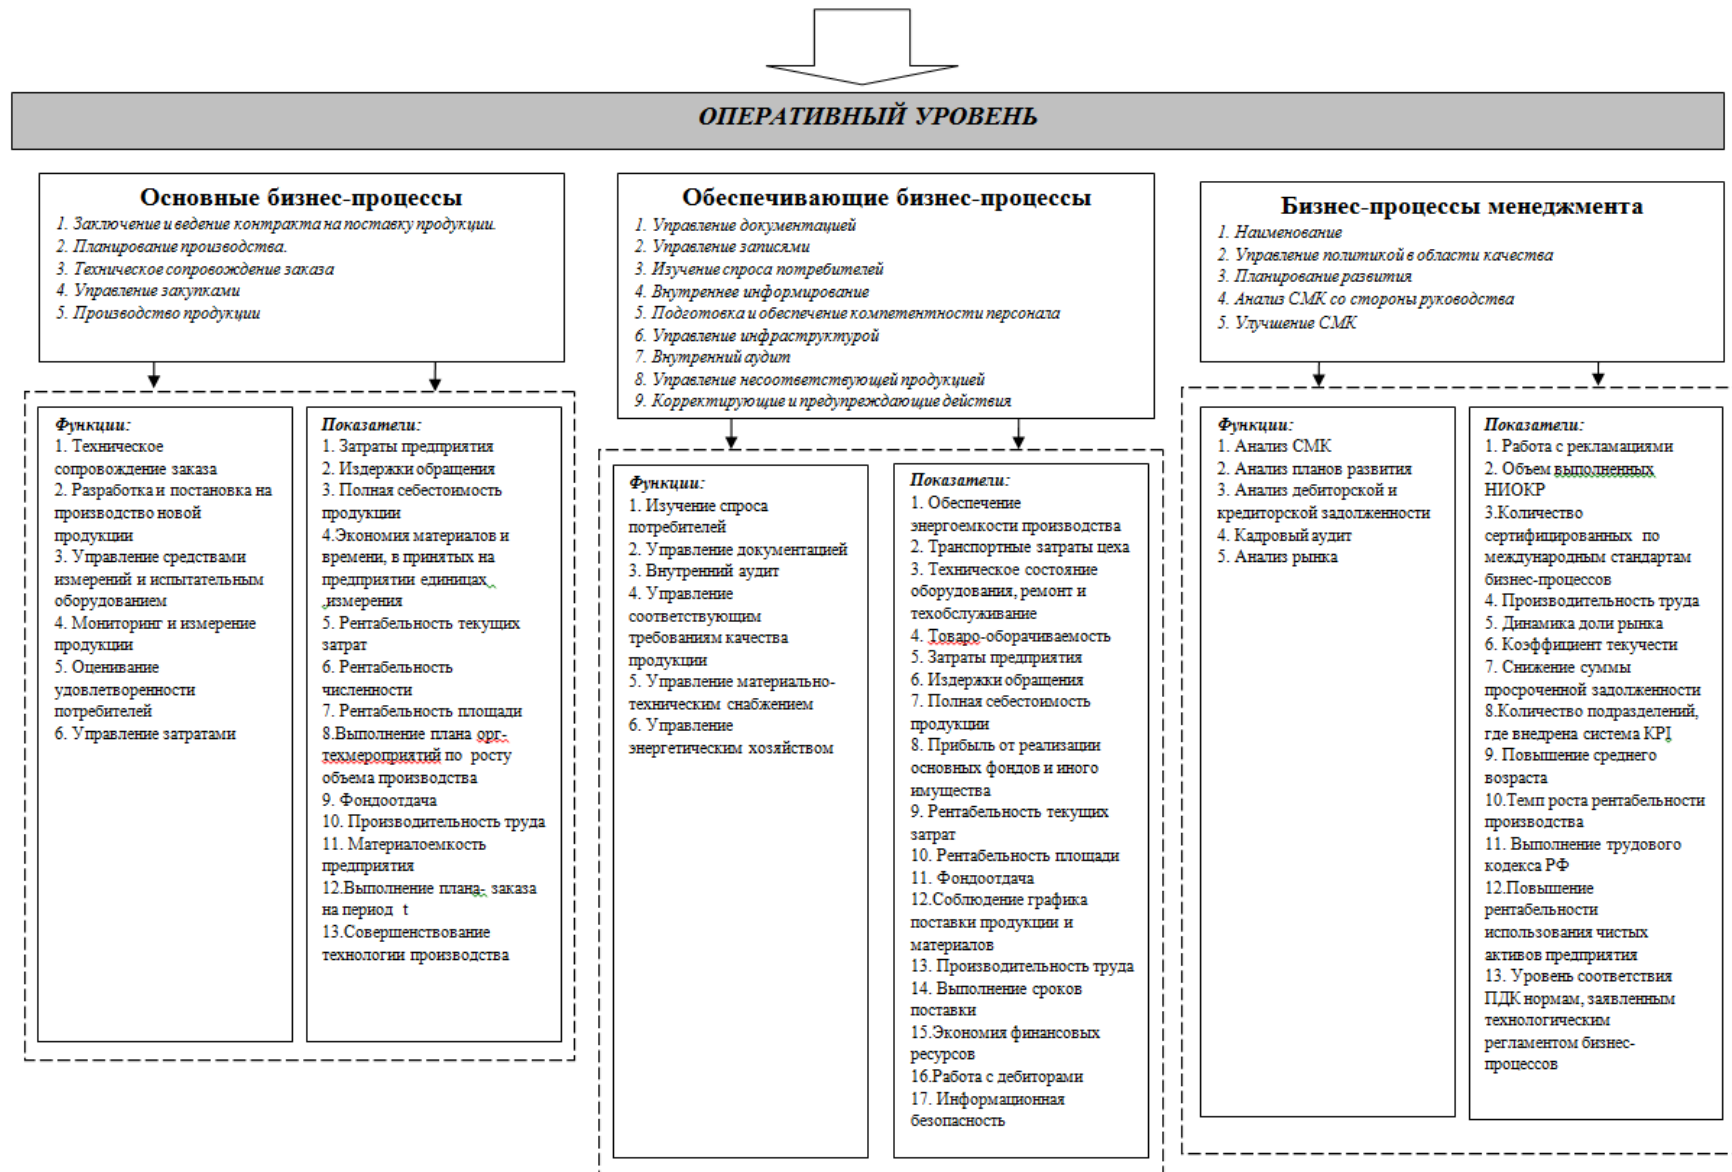 ОПЕРАТИВНЫЙ УРОВЕНЬ
Основные бизнес-процессы
1. Заключение и ведение контракта на поставку продукции.
2. Планирование производства.
3. Техническое сопровождение заказа
4. Управление закупками
5. Производство продукции
Функции:
1. Техническое
сопровождение заказа
2. Разработка и постановка на
производство новой
продукции
3. Управление средствами
измерений и испытательным
оборудованием
4. Мониторинг и измерение
продукции
5. Оценивание
удовлетворенности
потребителей
6. Управление затратами
Показатели:
1. Затраты предприятия
2. Издержки обращения
3. Полная себестоимость
продукции
4.Экономия материалов и
времени, в принятых на
предприятии единицах
измерения
5. Рентабельность текущих
затрат
6. Рентабельность
численности
7. Рентабельность площади
8.Выполнение плана орг-
техмероприятий по росту
объема производства
9. Фондоотдача
10. Производительность труда
11. Материалоемкость
предприятия
12.Выполнение плана- заказа
на период t
13.Совершенствование
технологии производства
Обеспечивающие бизнес-процессы
1. Управление документацией
2. Управление записями
3. Изучение спроса потребителей
4. Внутреннее информирование
5. Подготовка и обеспечение компетентности персонала
6. Управление инфраструктурой
7. Внутренний аудит
8. Управление несоответствующей продукцией
9. Корректирующие и предупреждающие действия
Функции:
1. Изучение спроса
потребителей
2. Управление документацией
3. Внутренний аудит
4. Управление
соответствующим
требованиям качества
продукции
5. Управление материально-
техническим снабжением
6. Управление
энергетическим хозяйством
Показатели:
1. Обеспечение
энергоемкости производства
2. Транспортные затраты цеха
3. Техническое состояние
оборудования, ремонт и
техобслуживание
4. Товаро-оборачиваемость
5. Затраты предприятия
6. Издержки обращения
7. Полная себестоимость
продукции
8. Прибыль от реализации
основных фондов и иного
имущества
9. Рентабельность текущих
затрат
10. Рентабельность площади
11. Фондоотдача
12.Соблюдение графика
поставки продукции и
материалов
13. Производительность труда
14. Выполнение сроков
поставки
15.Экономия финансовых
ресурсов
16.Работа с дебиторами
17. Информационная
безопасность
Бизнес-процессы менеджмента
1. Наименование
2. Управление политикой в области качества
3. Планирование развития
4. Анализ СМК со стороны руководства
5. Улучшение СМК
Функции:
1. Анализ СМК
2. Анализ планов развития
3. Анализ дебиторской и
кредиторской задолженности
4. Кадровый аудит
5. Анализ рынка
Показатели:
1. Работа с рекламациями
2. Объем выполненных
НИОКР
3.Количество
сертифицированных по
международным стандартам
бизнес-процессов
4. Производительность труда
5. Динамика доли рынка
6. Коэффициент текучести
7. Снижение суммы
просроченной задолженности
8.Количество подразделений,
где внедрена система KPI
9. Повышение среднего
возраста
10.Темп роста рентабельности
производства
11. Выполнение трудового
кодекса РФ
12.Повышение
рентабельности
использования чистых
активов предприятия
13. Уровень соответствия
ПДК нормам, заявленным
технологическим
регламентом бизнес-
процессов